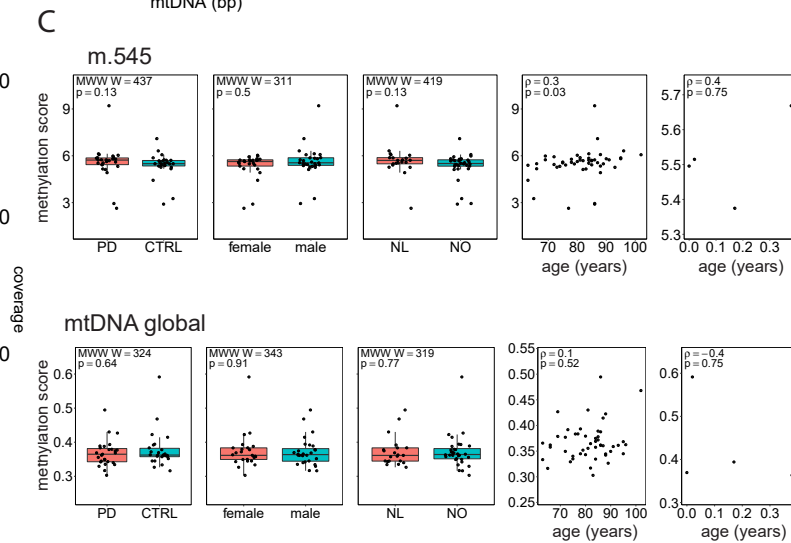 mtDNA (bp)
C
m.545
MWW W = 437
p = 0.13
MWW W = 311
p = 0.5
MWW W = 419
p = 0.13
ρ = 0.3
p = 0.03
ρ = 0.4
p = 0.75
methylation score
9
6
3
PD CTRL
female male
NL NO
70 80 90 100
age (years)
5.7
5.6
5.5
5.4
5.3
0.0 0.1 0.2 0.3
age (years)
0
0
coverage
0
mtDNA global
MWW W = 324
p = 0.64
MWW W = 343
p = 0.91
MWW W = 319
p = 0.77
ρ = 0.1
p = 0.52
ρ = −0.4
p = 0.75
methylation score
0.6
0.5
0.4
0.3
PD CTRL
female male
NL NO
0.55
0.50
0.45
0.40
0.35
0.30
0.25
70 80 90 100
age (years)
0.6
0.5
0.4
0.3
0.0 0.1 0.2 0.3
age (years)